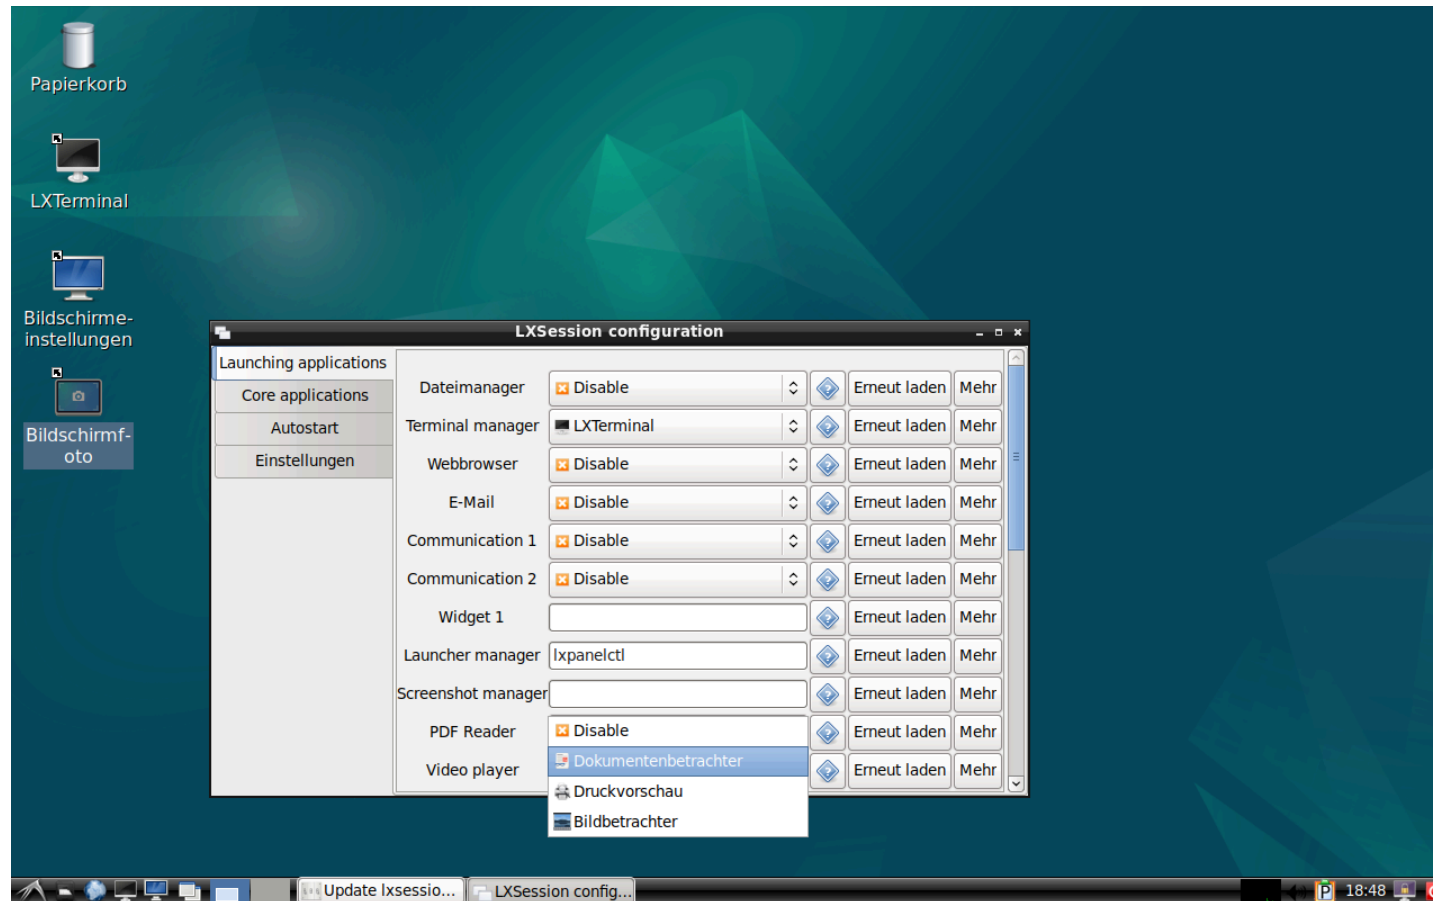 Papierkorb
LXTerminal
Bildschirme-
instellungen
Bildschirmf-
oto
LXSession configuration
Launching applications
Core applications
Autostart
Einstellungen
Dateimanager Disable Erneut laden Mehr
Terminal manager LXTerminal Erneut laden Mehr
Webbrowser Disable Erneut laden Mehr
E-Mail Disable Erneut laden Mehr
Communication 1 Disable Erneut laden Mehr
Communication 2 Disable Erneut laden Mehr
Widget 1 Erneut laden Mehr
Launcher manager lxpanelctl Erneut laden Mehr
Screenshot manager Erneut laden Mehr
PDF Reader Disable Erneut laden Mehr
Dokumentenbetrachter
Video player Erneut laden Mehr
Druckvorschau
Bildbetrachter
Update lxsessio... LXSession config... P 18:48